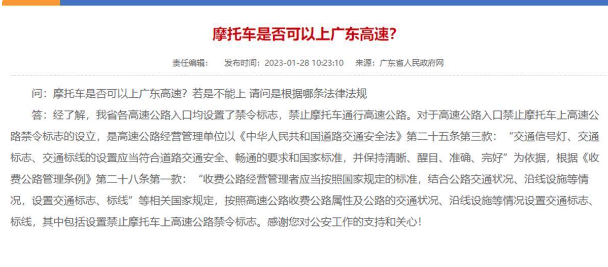 摩托车是否可以上广东高速？
责任编辑： 发布时间：2023-01-28 10:23:10 来源：广东省人民政府网
问：摩托车是否可以上广东高速？若是不能上 请问是根据哪条法律法规
答：经了解，我省各高速公路入口均设置了禁令标志，禁止摩托车通行高速公路。对于高速公路入口禁止摩托车上高速公
路禁令标志的设立，是高速公路经营管理单位以《中华人民共和国道路交通安全法》第二十五条第三款：“交通信号灯、交通
标志、交通标线的设置应当符合道路交通安全、畅通的要求和国家标准，并保持清晰、醒目、准确、完好”为依据，根据《收
费公路管理条例》第二十八条第一款：“收费公路经营管理者应当按照国家规定的标准，结合公路交通状况、沿线设施等情
况，设置交通标志、标线”等相关国家规定，按照高速公路收费公路属性及公路的交通状况、沿线设施等情况设置交通标志、
标线，其中包括设置禁止摩托车上高速公路禁令标志。感谢您对公安工作的支持和关心！